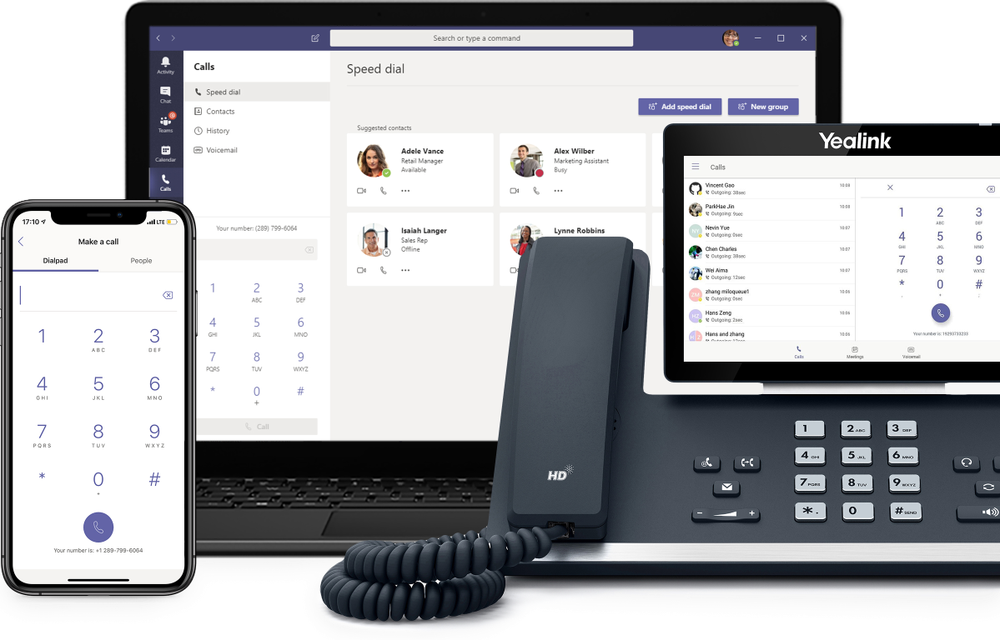 Search or type a command
Activity
Chat
Teams
Calendar
Calls
Calls
Speed dial
Contacts
History
Voicemail
Your number: (289) 799-6064
1
2
ABC
3
DEF
4
GHI
5
JKL
6
MNO
7
PQRS
8
TUV
9
WXYZ
*
0
+
#
Call
Speed dial
Add speed dial
New group
Suggested contacts
Adele Vance
Retail Manager
Available
Alex Wilber
Marketing Assistant
Busy
Isaiah Langer
Sales Rep
Offline
Lynne Robbins
17:10
LTE
Make a call
Dialpad
People
1
2
ABC
3
DEF
4
GHI
5
JKL
6
MNO
7
PQRS
8
TUV
9
WXYZ
*
0
+
#
Your number is: +1 289-799-6064
Yealink
Calls
Vincent Gao
10:08
Outgoing: 38sec
ParkHae Jin
10:08
Outgoing: 9sec
NY
Nevin Yue
10:07
Outgoing: 0sec
Chen Charles
10:07
Outgoing: 38sec
Wei Aima
10:07
Outgoing: 12sec
ZM
zhang miloqueue1
10:06
Outgoing: 0sec
HZ
Hans Zeng
10:06
Outgoing: 2sec
HZ
Hans and zhang
10:06
1
2
ABC
3
DEF
4
GHI
5
JKL
6
MNO
7
PQRS
8
TUV
9
WXYZ
*
0
+
#
Your number is: 19293733233
Calls
Meetings
Voicemail
HD
1
2 ABC
3 DEF
4 GHI
5 JKL
6 MNO
7 PQRS
8 TUV
9 WXYZ
* .
0
# SEND
− +